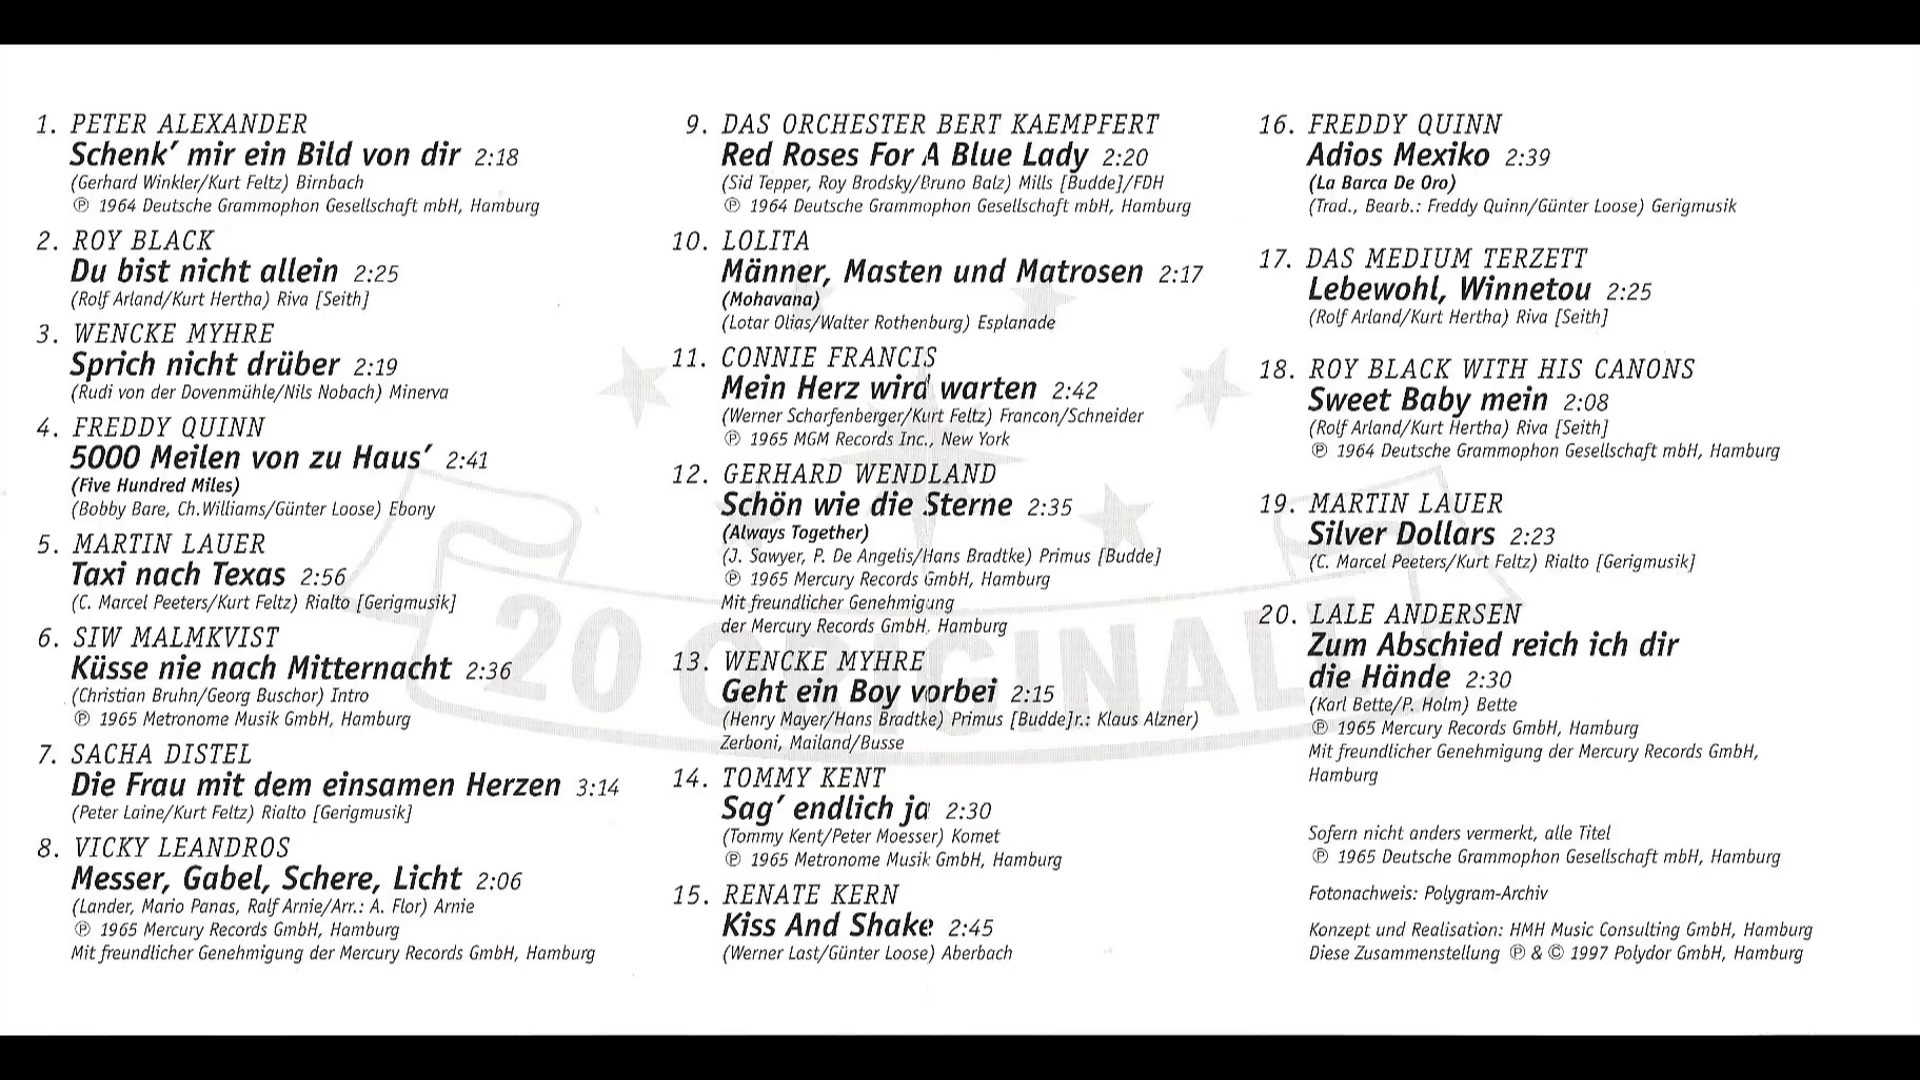 1. PETER ALEXANDER
Schenk’ mir ein Bild von dir 2:18
(Gerhard Winkler/Kurt Feltz) Birnbach
℗ 1964 Deutsche Grammophon Gesellschaft mbH, Hamburg
2. ROY BLACK
Du bist nicht allein 2:25
(Rolf Arland/Kurt Hertha) Riva [Seith]
3. WENCKE MYHRE
Sprich nicht drüber 2:19
(Rudi von der Dovenmühle/Nils Nobach) Minerva
4. FREDDY QUINN
5000 Meilen von zu Haus’ 2:41
(Five Hundred Miles)
(Bobby Bare, Ch.Williams/Günter Loose) Ebony
5. MARTIN LAUER
Taxi nach Texas 2:56
(C. Marcel Peeters/Kurt Feltz) Rialto [Gerigmusik]
6. SIW MALMKVIST
Küsse nie nach Mitternacht 2:36
(Christian Bruhn/Georg Buschor) Intro
℗ 1965 Metronome Musik GmbH, Hamburg
7. SACHA DISTEL
Die Frau mit dem einsamen Herzen 3:14
(Peter Laine/Kurt Feltz) Rialto [Gerigmusik]
8. VICKY LEANDROS
Messer, Gabel, Schere, Licht 2:06
(Lander, Mario Panas, Ralf Arnie/Arr.: A. Flor) Arnie
℗ 1965 Mercury Records GmbH, Hamburg
Mit freundlicher Genehmigung der Mercury Records GmbH, Hamburg
9. DAS ORCHESTER BERT KAEMPFERT
Red Roses For A Blue Lady 2:20
(Sid Tepper, Roy Brodsky/Bruno Balz) Mills [Budde]/FDH
℗ 1964 Deutsche Grammophon Gesellschaft mbH, Hamburg
10. LOLITA
Männer, Masten und Matrosen 2:17
(Mohavana)
(Lotar Olias/Walter Rothenburg) Esplanade
11. CONNIE FRANCIS
Mein Herz wird warten 2:42
(Werner Scharfenberger/Kurt Feltz) Francon/Schneider
℗ 1965 MGM Records Inc., New York
12. GERHARD WENDLAND
Schön wie die Sterne 2:35
(Always Together)
(J. Sawyer, P. De Angelis/Hans Bradtke) Primus [Budde]
℗ 1965 Mercury Records GmbH, Hamburg
Mit freundlicher Genehmigung
der Mercury Records GmbH, Hamburg
13. WENCKE MYHRE
Geht ein Boy vorbei 2:15
(Henry Mayer/Hans Bradtke) Primus [Budde]r.: Klaus Alzner)
Zerboni, Mailand/Busse
14. TOMMY KENT
Sag’ endlich ja 2:30
(Tommy Kent/Peter Moesser) Komet
℗ 1965 Metronome Musik GmbH, Hamburg
15. RENATE KERN
Kiss And Shake 2:45
(Werner Last/Günter Loose) Aberbach
16. FREDDY QUINN
Adios Mexiko 2:39
(La Barca De Oro)
(Trad., Bearb.: Freddy Quinn/Günter Loose) Gerigmusik
17. DAS MEDIUM TERZETT
Lebewohl, Winnetou 2:25
(Rolf Arland/Kurt Hertha) Riva [Seith]
18. ROY BLACK WITH HIS CANONS
Sweet Baby mein 2:08
(Rolf Arland/Kurt Hertha) Riva [Seith]
℗ 1964 Deutsche Grammophon Gesellschaft mbH, Hamburg
19. MARTIN LAUER
Silver Dollars 2:23
(C. Marcel Peeters/Kurt Feltz) Rialto [Gerigmusik]
20. LALE ANDERSEN
Zum Abschied reich ich dir
die Hände 2:30
(Karl Bette/P. Holm) Bette
℗ 1965 Mercury Records GmbH, Hamburg
Mit freundlicher Genehmigung der Mercury Records GmbH,
Hamburg
Sofern nicht anders vermerkt, alle Titel
℗ 1965 Deutsche Grammophon Gesellschaft mbH, Hamburg
Fotonachweis: Polygram-Archiv
Konzept und Realisation: HMH Music Consulting GmbH, Hamburg
Diese Zusammenstellung ℗ & © 1997 Polydor GmbH, Hamburg
20 ORIGINAL